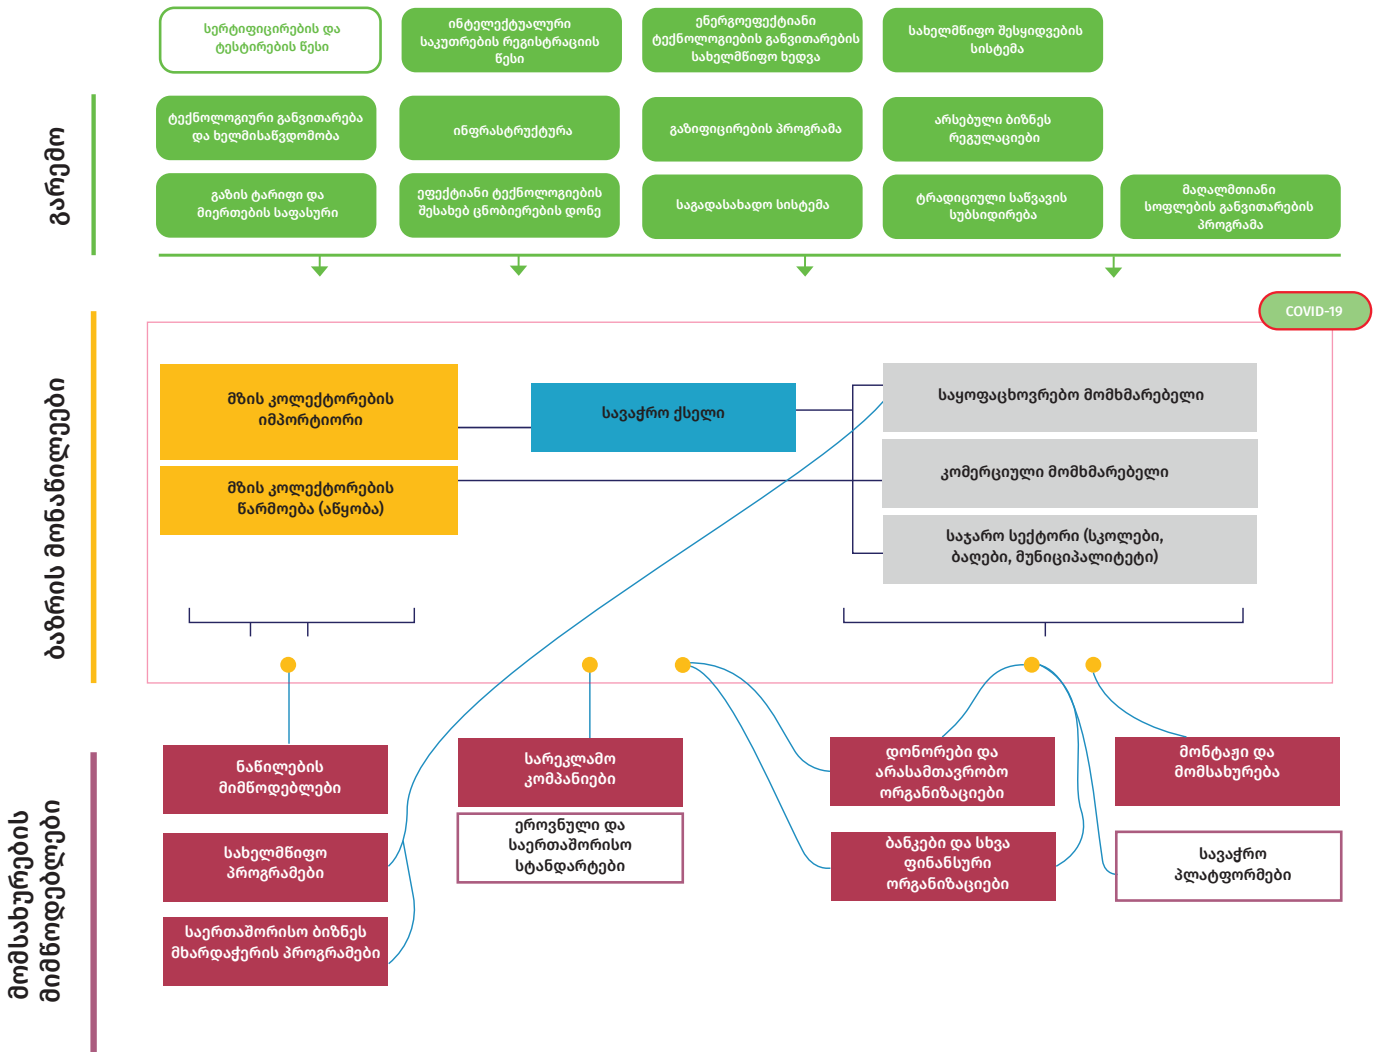 სერტიფიცირების და
ტესტირების წესი
ინტელექტუალური
საკუთრების რეგისტრაციის
წესი
ენერგოეფექტიანი
ტექნოლოგიების განვითარების
სახელმწიფო ხედვა
სახელმწიფო შესყიდვების
სისტემა
გარემო
ტექნოლოგიური განვითარება
და ხელმისაწვდომობა
ინფრასტრუქტურა
გაზიფიცირების პროგრამა
არსებული ბიზნეს
რეგულაციები
გაზის ტარიფი და
მიერთების საფასური
ეფექტიანი ტექნოლოგიების
შესახებ ცნობიერების დონე
საგადასახადო სისტემა
ტრადიციული საწვავის
სუბსიდირება
მაღალმთიანი
სოფლების განვითარების
პროგრამა
COVID-19
ბაზრის მონაწილეები
მზის კოლექტორების
იმპორტიორი
სავაჭრო ქსელი
საყოფაცხოვრებო მომხმარებელი
მზის კოლექტორების
წარმოება (აწყობა)
კომერციული მომხმარებელი
საჯარო სექტორი (სკოლები,
ბაღები, მუნიციპალიტეტი)
მომსახურების
მიმწოდებლები
ნაწილების
მიმწოდებლები
სარეკლამო
კომპანიები
დონორები და
არასამთავრობო
ორგანიზაციები
მონტაჟი და
მომსახურება
სახელმწიფო
პროგრამები
ეროვნული და
საერთაშორისო
სტანდარტები
ბანკები და სხვა
ფინანსური
ორგანიზაციები
სავაჭრო
პლატფორმები
საერთაშორისო ბიზნეს
მხარდაჭერის პროგრამები